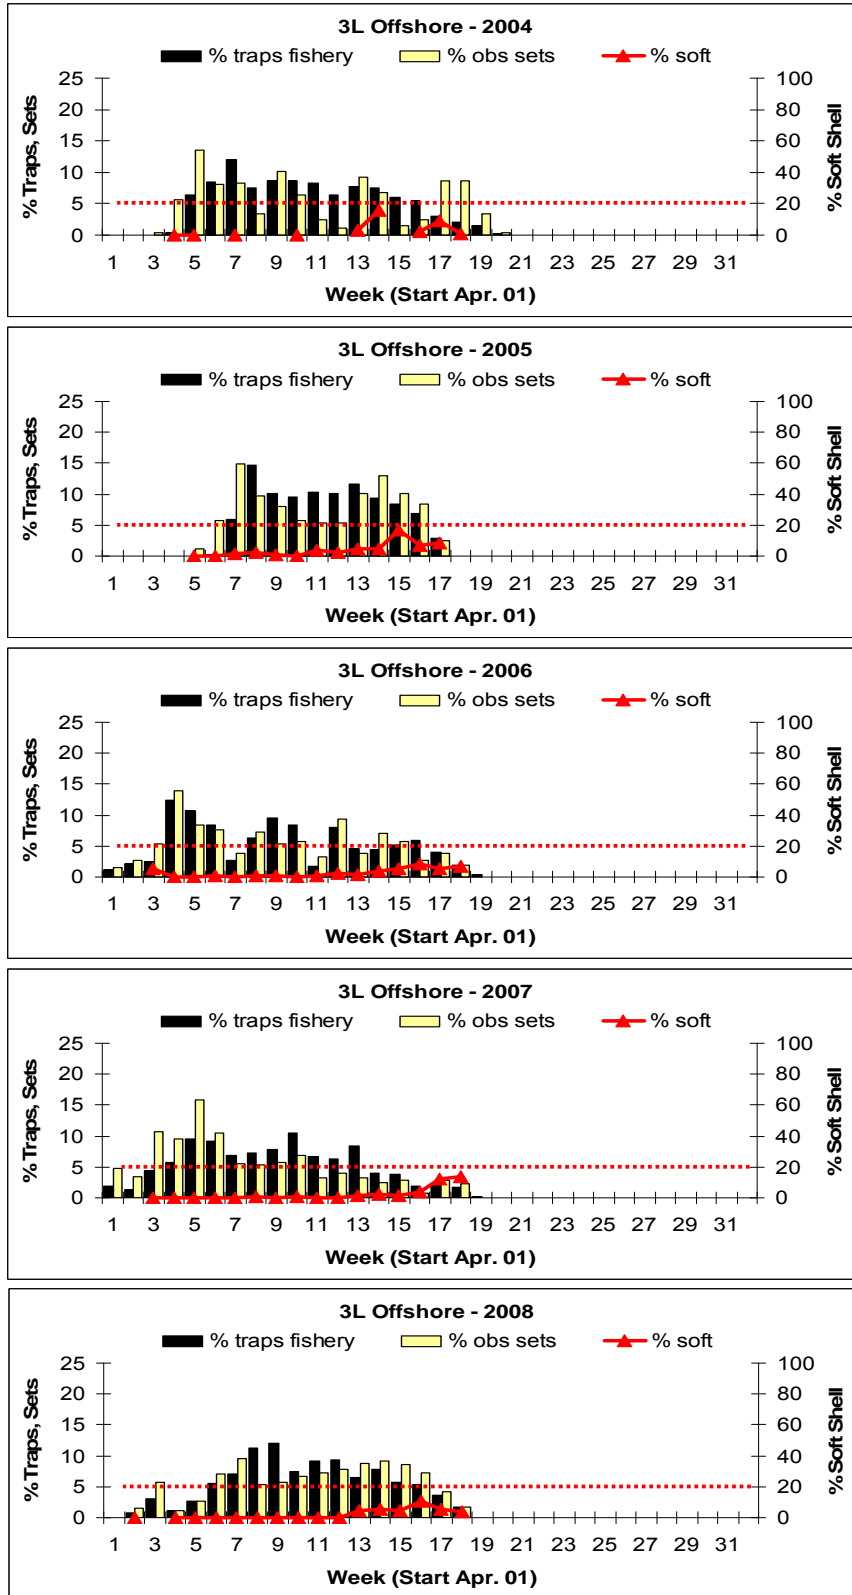 3L Offshore - 2004
% traps fishery % obs sets % soft
% Traps, Sets
25 20 15 10 5 0
100 80 60 40 20 0
% Soft Shell
1 3 5 7 9 11 13 15 17 19 21 23 25 27 29 31
Week (Start Apr. 01)
3L Offshore - 2005
% traps fishery % obs sets % soft
% Traps, Sets
25 20 15 10 5 0
100 80 60 40 20 0
% Soft Shell
1 3 5 7 9 11 13 15 17 19 21 23 25 27 29 31
Week (Start Apr. 01)
3L Offshore - 2006
% traps fishery % obs sets % soft
% Traps, Sets
25 20 15 10 5 0
100 80 60 40 20 0
% Soft Shell
1 3 5 7 9 11 13 15 17 19 21 23 25 27 29 31
Week (Start Apr. 01)
3L Offshore - 2007
% traps fishery % obs sets % soft
% Traps, Sets
25 20 15 10 5 0
100 80 60 40 20 0
% Soft Shell
1 3 5 7 9 11 13 15 17 19 21 23 25 27 29 31
Week (Start Apr. 01)
3L Offshore - 2008
% traps fishery % obs sets % soft
% Traps, Sets
25 20 15 10 5 0
100 80 60 40 20 0
% Soft Shell
1 3 5 7 9 11 13 15 17 19 21 23 25 27 29 31
Week (Start Apr. 01)